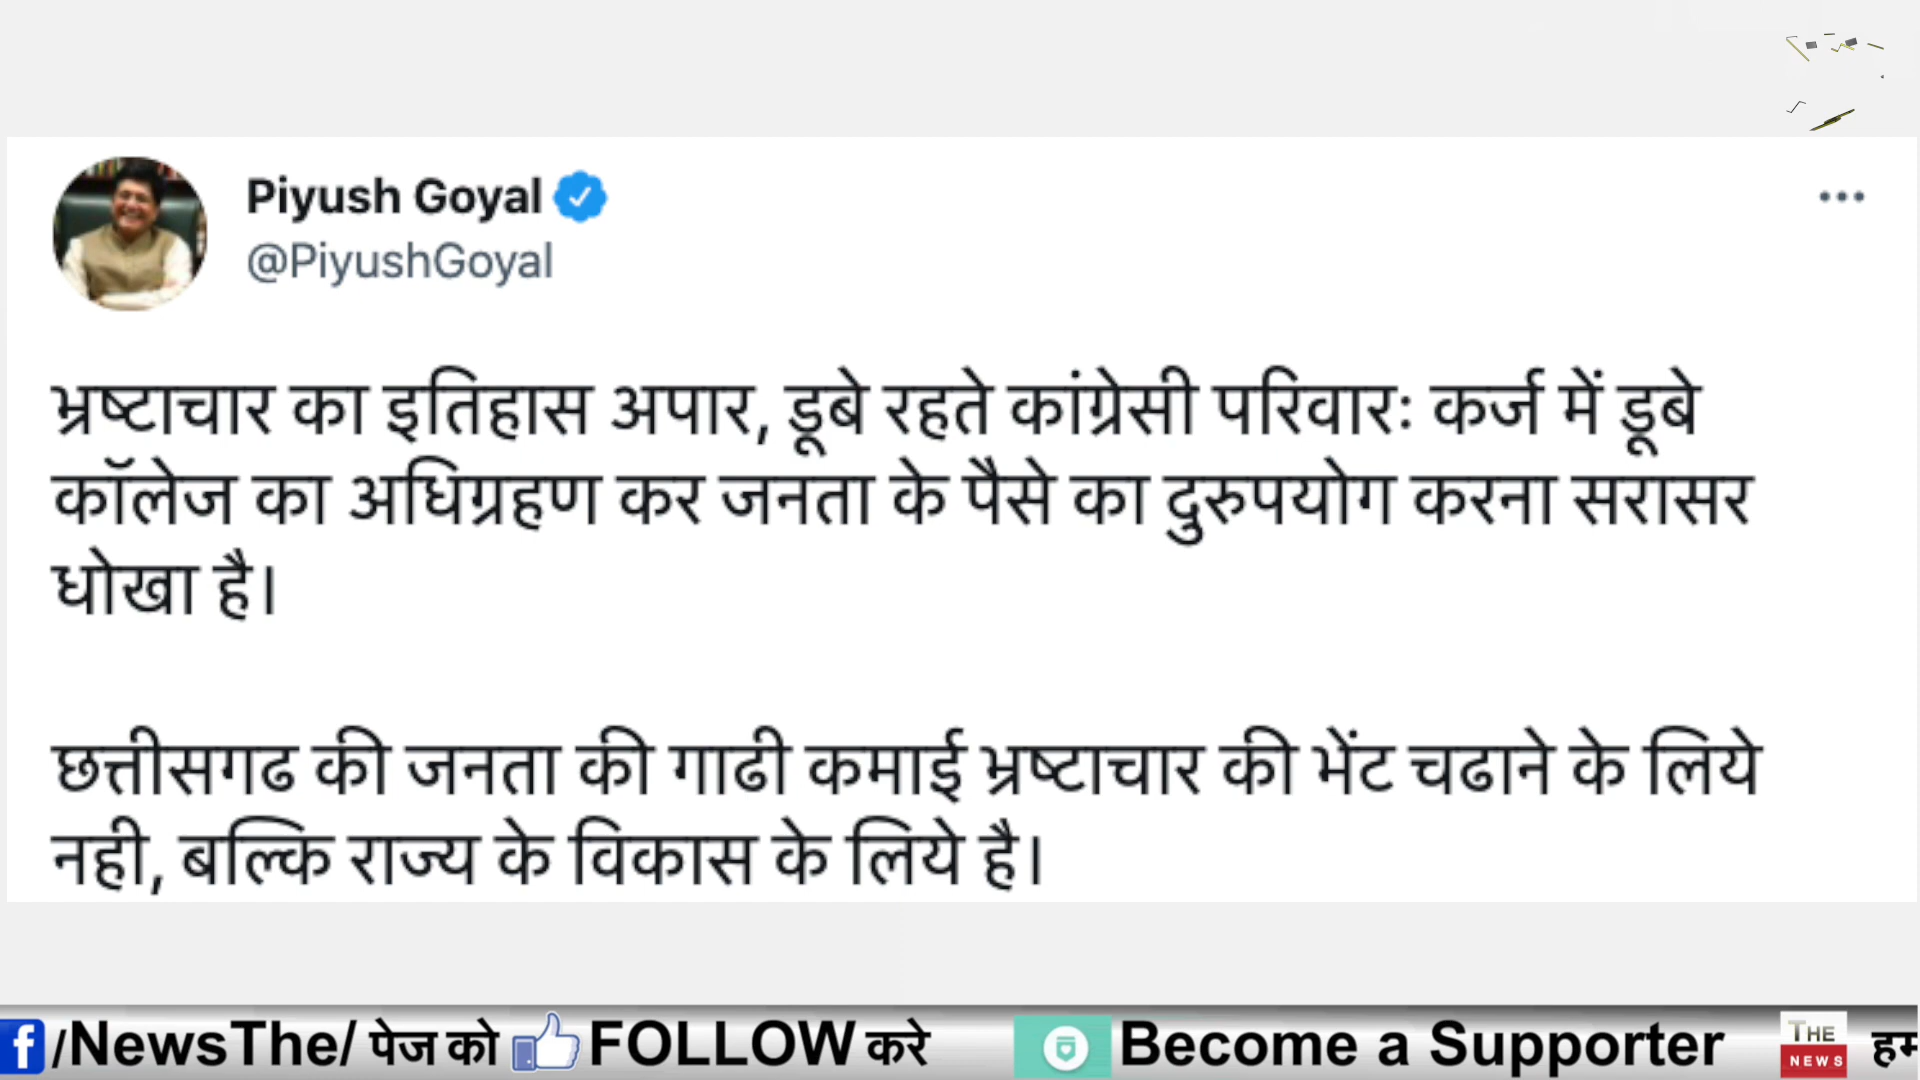 Piyush Goyal
@PiyushGoyal
भ्रष्टाचार का इतिहास अपार, डूबे रहते कांग्रेसी परिवारः कर्ज में डूबे
कॉलेज का अधिग्रहण कर जनता के पैसे का दुरुपयोग करना सरासर
धोखा है।
छत्तीसगढ की जनता की गाढी कमाई भ्रष्टाचार की भेंट चढाने के लिये
नही, बल्कि राज्य के विकास के लिये है।
/NewsThe/ पेज को FOLLOW करे Become a Supporter THE NEWS